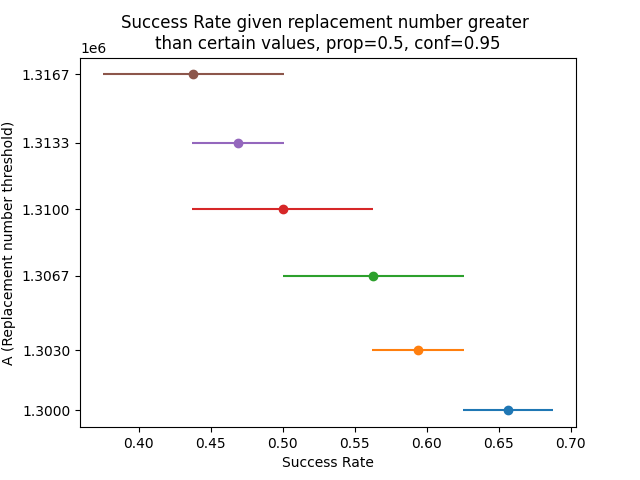 Success Rate given replacement number greater
than certain values, prop=0.5, conf=0.95
1e6
1.3167
1.3133
1.3100
1.3067
1.3030
1.3000
A (Replacement number threshold)
0.40 0.45 0.50 0.55 0.60 0.65 0.70
Success Rate